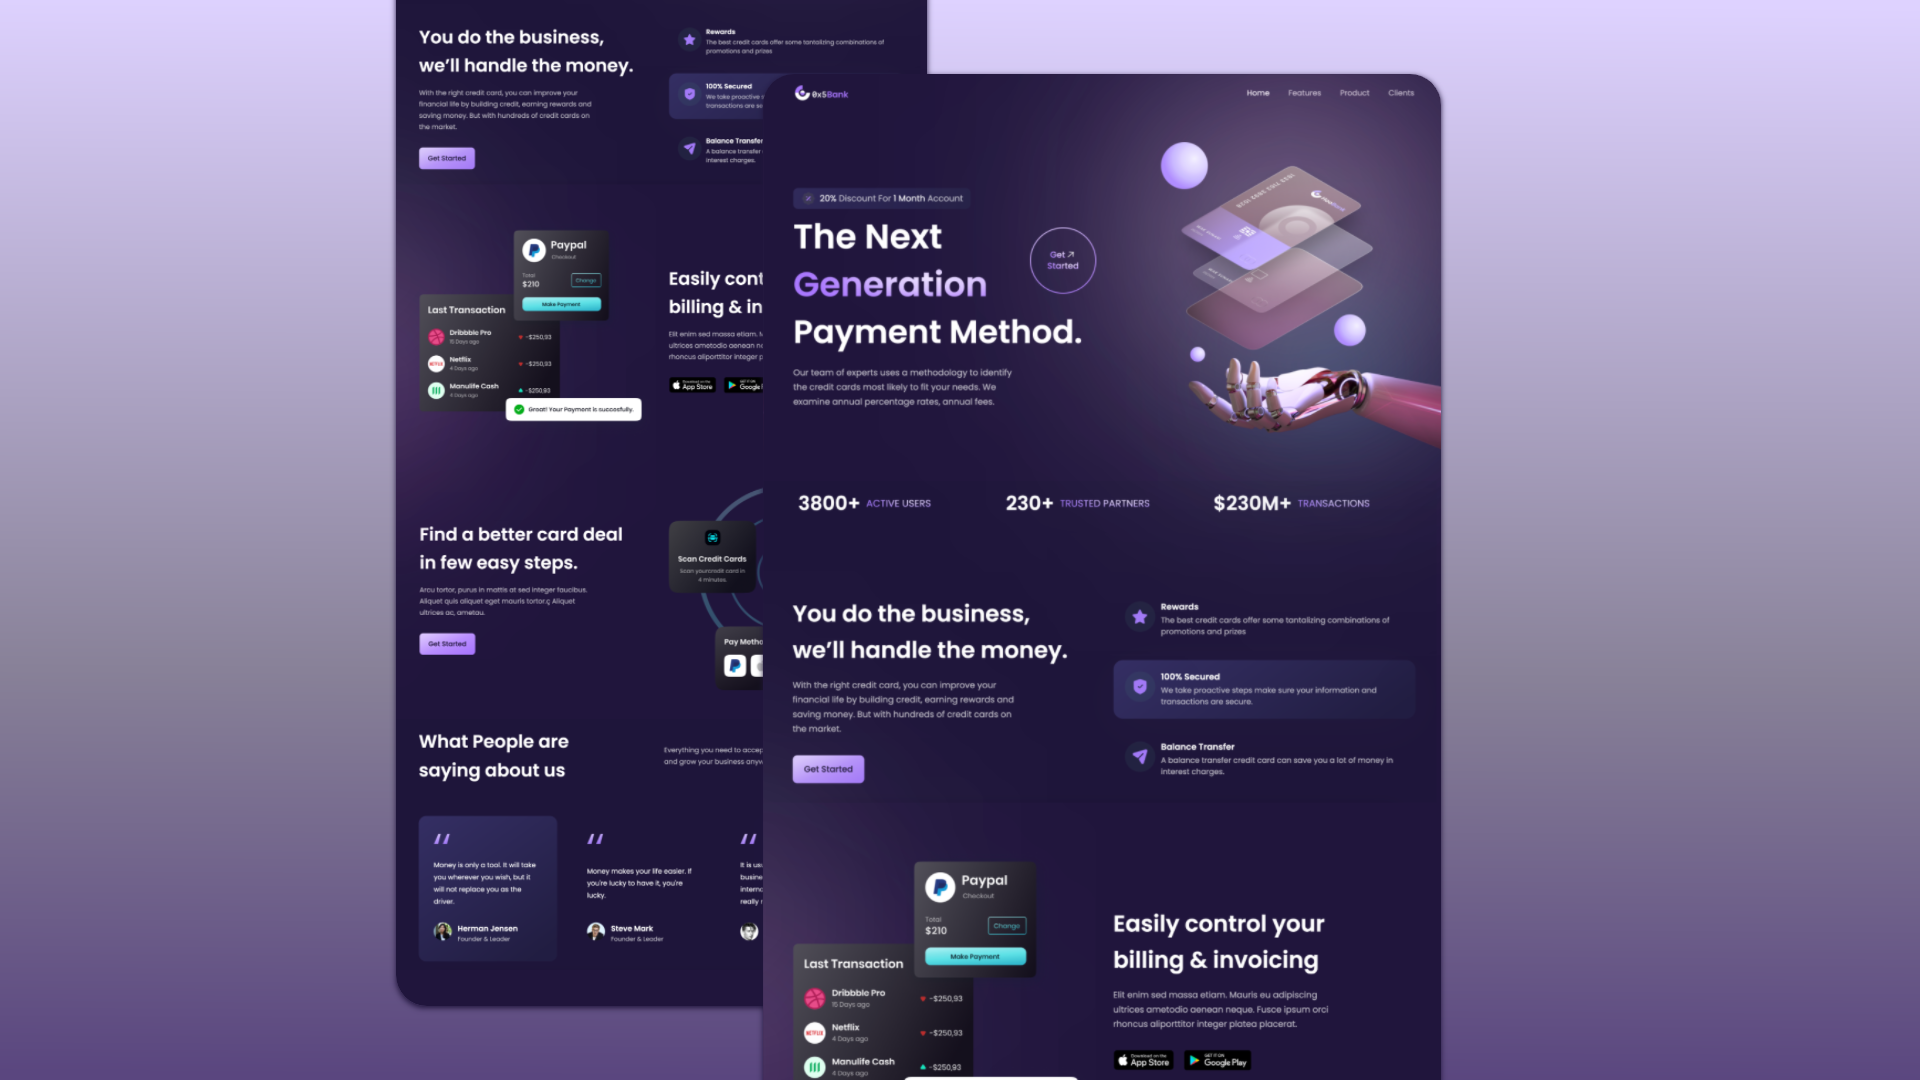 You do the business,
we'll handle the money.
With the right credit card, you can improve your
financial life by building credit, earning rewards and
saving money. But with hundreds of credit cards on
the market.
Get Started
Rewards
The best credit cards offer some tantalizing combinations of
promotions and prizes
100% Secured
We take proactive
transactions are
Balance Transfer
A balance transfer
interest charges.
Paypal
Checkout
Total
$210
Change
Make Payment
Last Transaction
Dribbble Pro
15 Days ago
-$250,93
Netflix
4 Days ago
-$250,93
Manulife Cash
4 Days ago
-$250,93
Great! Your Payment is succesfully.
Easily cont
billing & in
Elit enim sed massa etiam.
ultrices ametodio aenean
rhoncus aliporttitor integer
Download on the
App Store
GET IT ON
Google
Find a better card deal
in few easy steps.
Arcu tortor, purus in mattis at sed integer faucibus.
Aliquet quis aliquet eget mauris tortor.ç Aliquet
ultrices ac, ametau.
Get Started
Scan Credit Cards
Scan yourcredit card in
4 minutes.
Pay Metho
What People are
saying about us
Everything you need to accep
and grow your business anyw
Money is only a tool. It will take
you wherever you wish, but it
will not replace you as the
driver.
Herman Jensen
Founder & Leader
Money makes your life easier. If
you're lucky to have it, you're
lucky.
Steve Mark
Founder & Leader
It is us
busine
interna
really
0x5Bank
Home
Features
Product
Clients
20% Discount For 1 Month Account
The Next
Generation
Payment Method.
Get
Started
Our team of experts uses a methodology to identify
the credit cards most likely to fit your needs. We
examine annual percentage rates, annual fees.
3800+ ACTIVE USERS
230+ TRUSTED PARTNERS
$230M+ TRANSACTIONS
You do the business,
we'll handle the money.
With the right credit card, you can improve your
financial life by building credit, earning rewards and
saving money. But with hundreds of credit cards on
the market.
Get Started
Rewards
The best credit cards offer some tantalizing combinations of
promotions and prizes
100% Secured
We take proactive steps make sure your information and
transactions are secure.
Balance Transfer
A balance transfer credit card can save you a lot of money in
interest charges.
Paypal
Checkout
Total
$210
Change
Make Payment
Last Transaction
Dribbble Pro
15 Days ago
-$250,93
NETFLIX
Netflix
4 Days ago
-$250,93
Manulife Cash
4 Days ago
-$250,93
Easily control your
billing & invoicing
Elit enim sed massa etiam. Mauris eu adipiscing
ultrices ametodio aenean neque. Fusce ipsum orci
rhoncus aliporttitor integer platea placerat.
Download on the
App Store
GET IT ON
Google Play